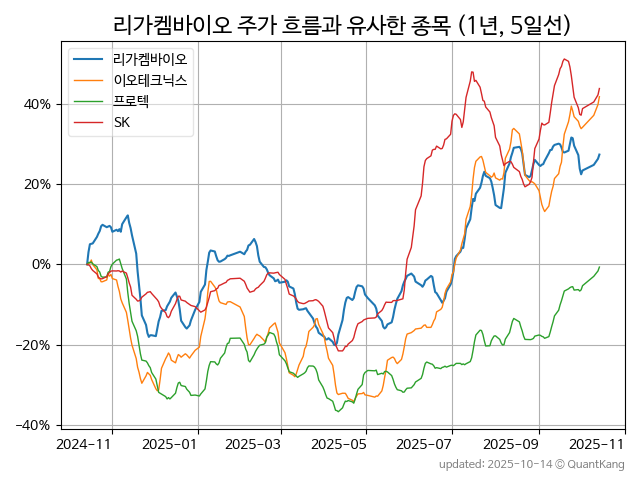 리가켐바이오 주가 흐름과 유사한 종목 (1년, 5일선)
리가켐바이오
이오테크닉스
프로텍
SK
40%
20%
0%
−20%
−40%
2024-11 2025-01 2025-03 2025-05 2025-07 2025-09 2025-11
updated: 2025-10-14 © QuantKang